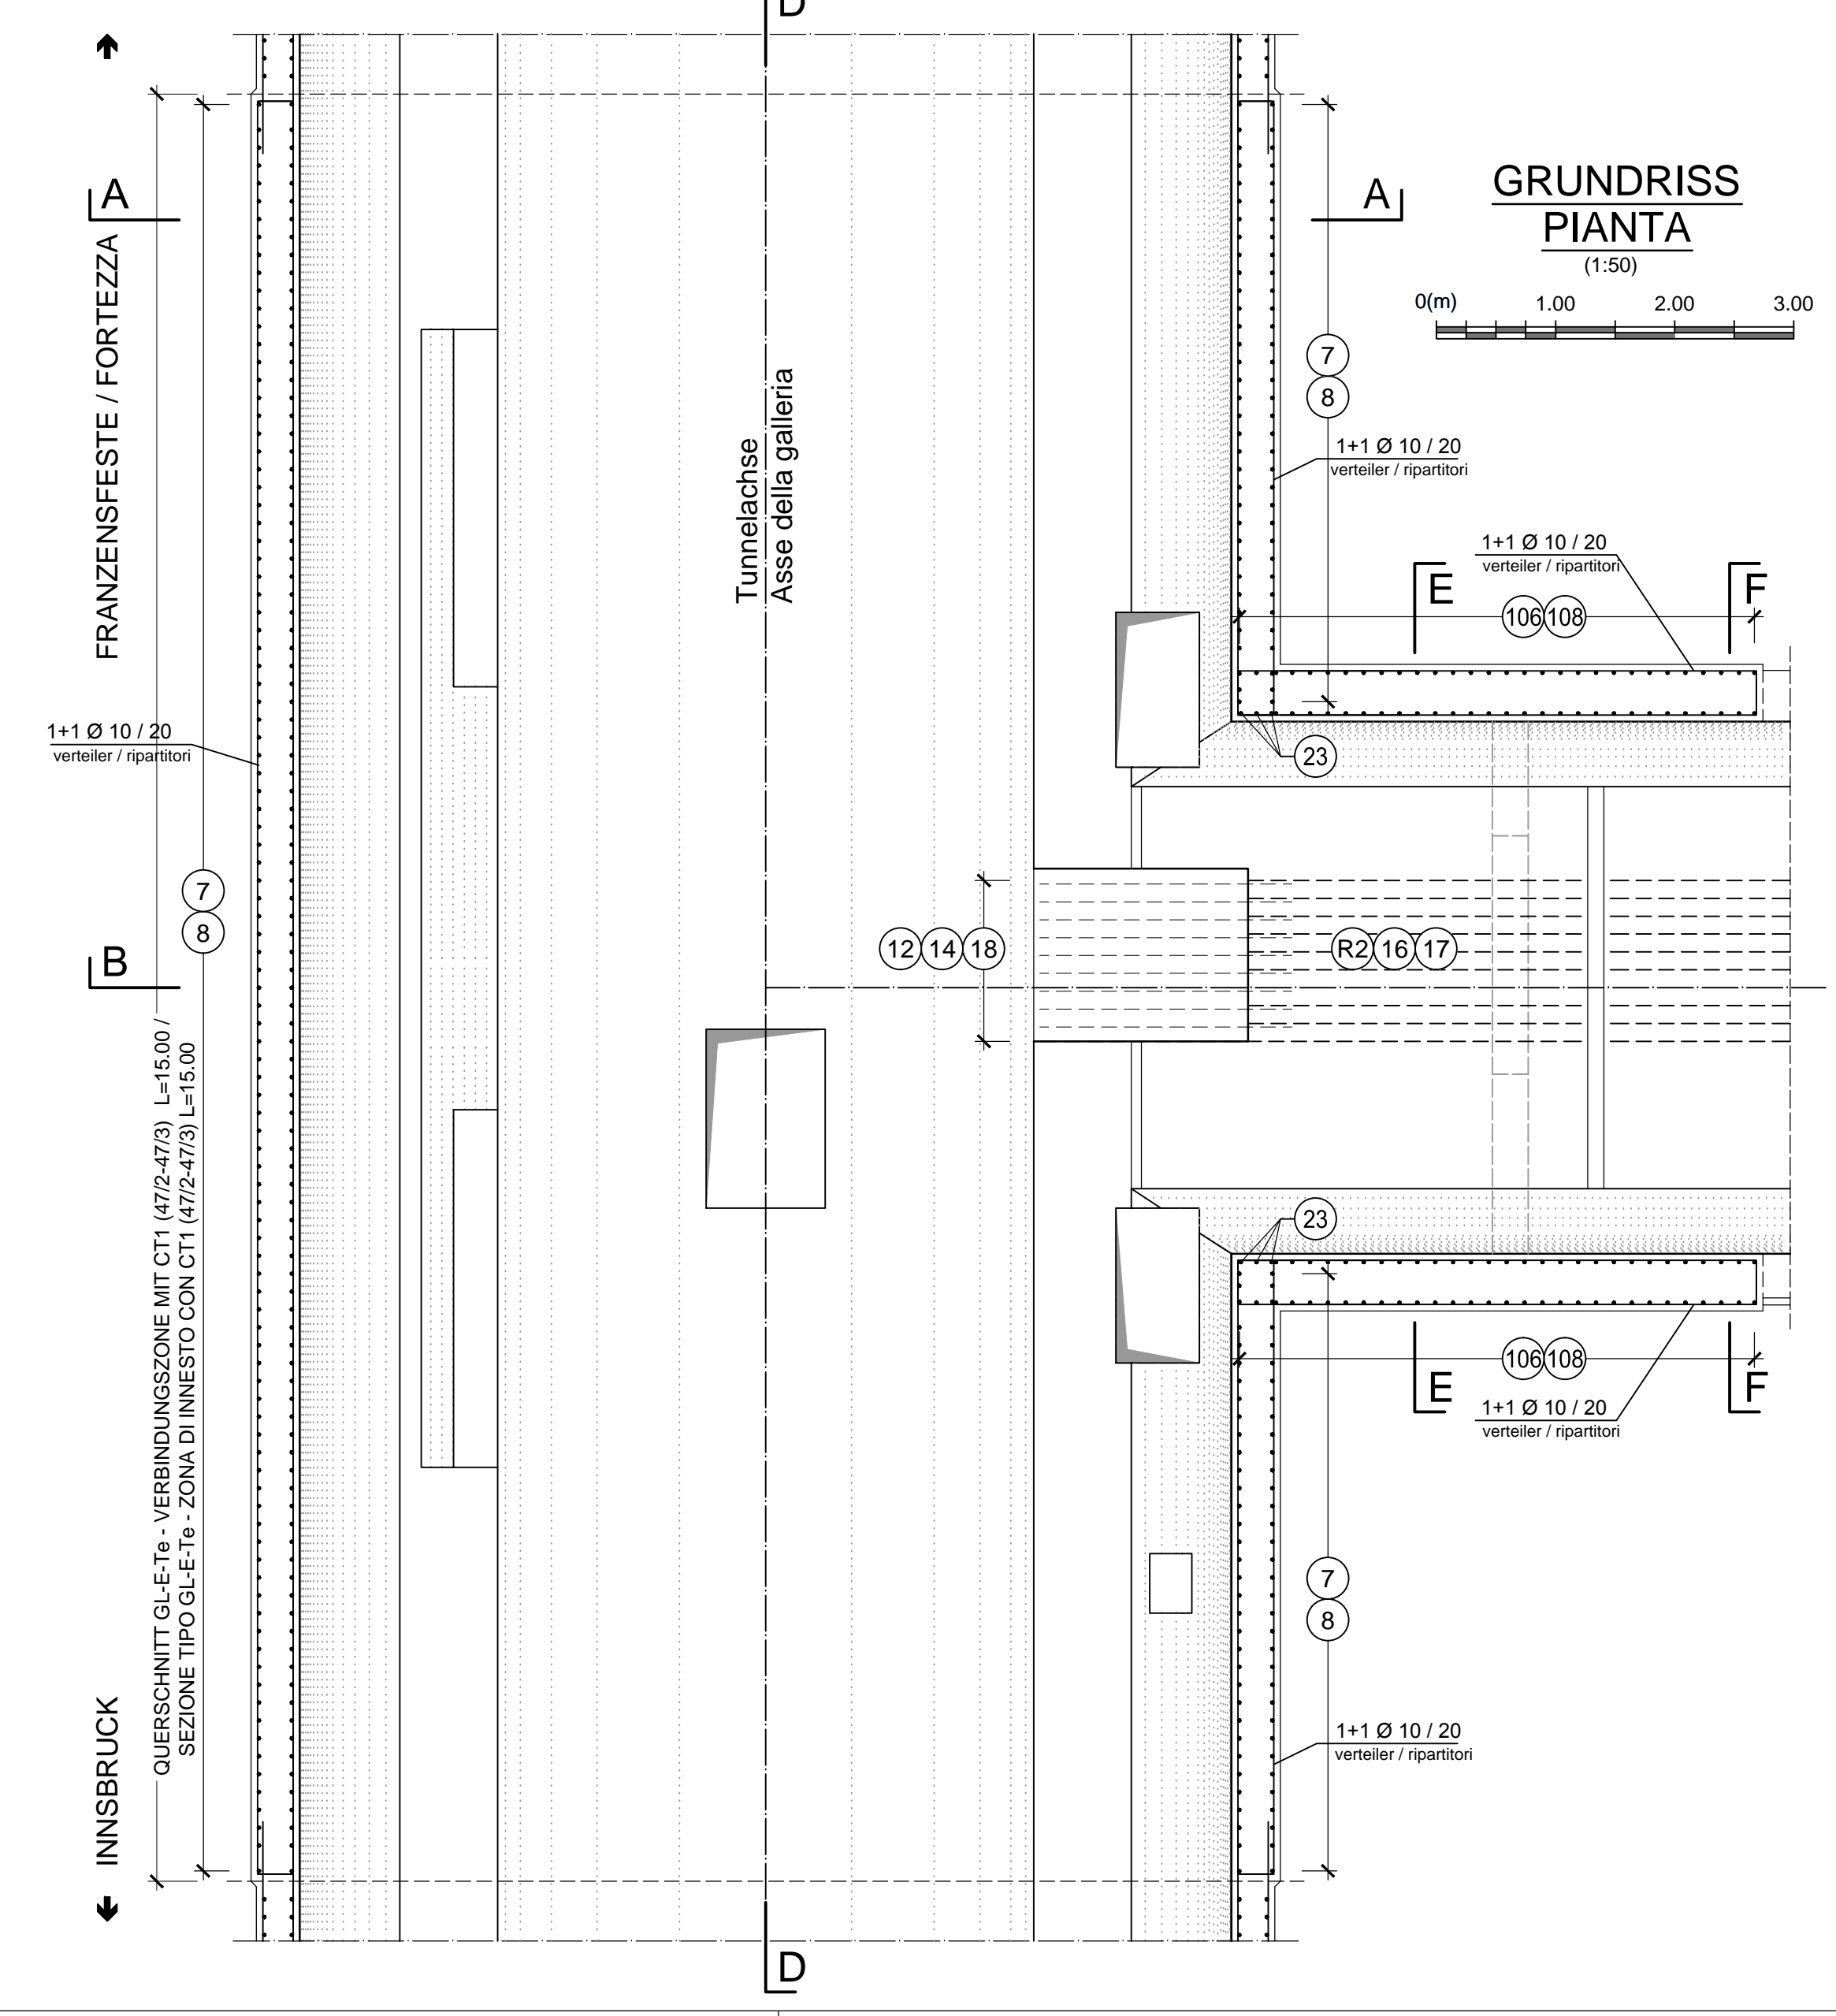 D
A
A
GRUNDRISS
PIANTA
(1:50)
0(m) 1.00 2.00 3.00
FRANZENSFESTE / FORTEZZA
Tunnelachse
Asse della galleria
7
8
1+1 Ø 10 / 20
verteiler / ripartitori
1+1 Ø 10 / 20
verteiler / ripartitori
E
106 108
F
1+1 Ø 10 / 20
verteiler / ripartitori
23
7
8
12 14 18
R2 16 17
B
QUERSCHNITT GL-E-Te - VERBINDUNGSZONE MIT CT1 (47/2-47/3) L=15.00 /
SEZIONE TIPO GL-E-Te - ZONA DI INNESTO CON CT1 (47/2-47/3) L=15.00
23
106 108
E
F
1+1 Ø 10 / 20
verteiler / ripartitori
7
8
1+1 Ø 10 / 20
verteiler / ripartitori
INNSBRUCK
D